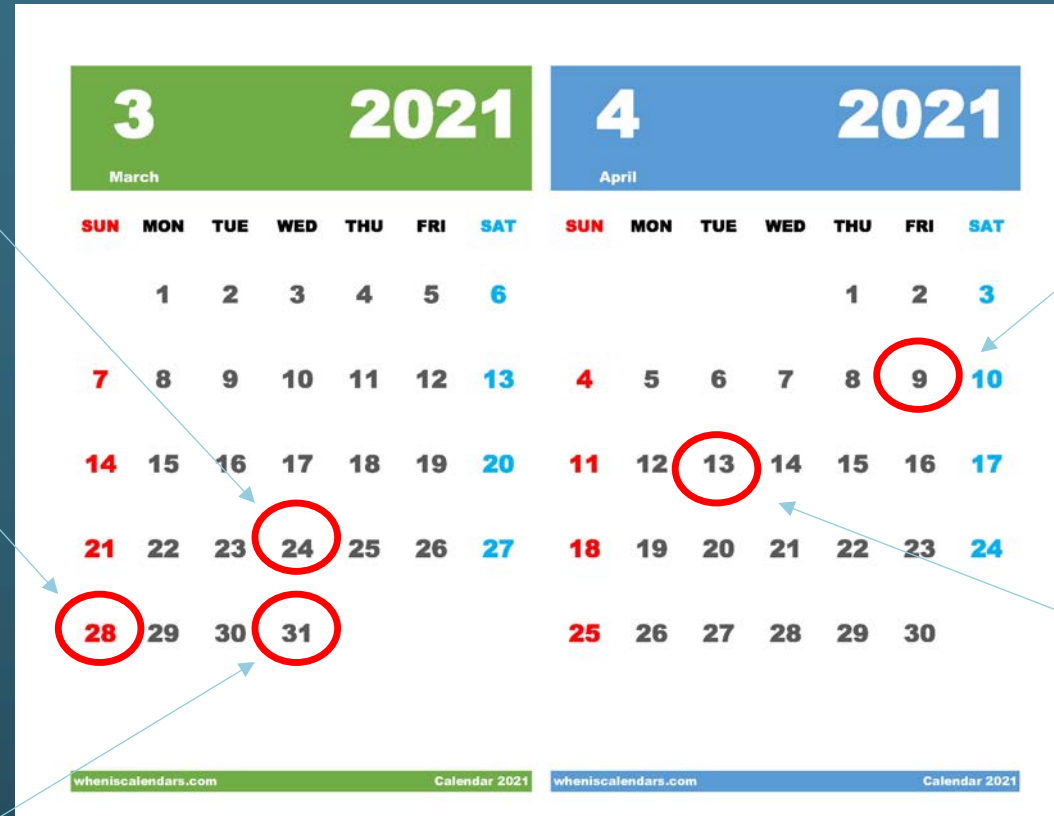 3 2021
March
SUN MON TUE WED THU FRI SAT
1 2 3 4 5 6
7 8 9 10 11 12 13
14 15 16 17 18 19 20
21 22 23 24 25 26 27
28 29 30 31
wheniscalendars.com Calendar 2021
4 2021
April
SUN MON TUE WED THU FRI SAT
1 2 3
4 5 6 7 8 9 10
11 12 13 14 15 16 17
18 19 20 21 22 23 24
25 26 27 28 29 30
wheniscalendars.com Calendar 2021